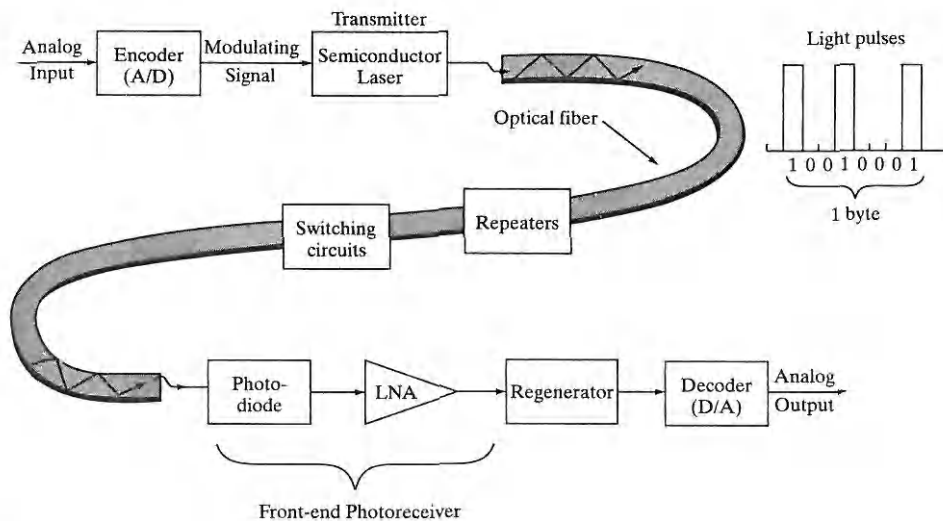 Transmitter
Analog
Input
Encoder
(A/D)
Modulating
Signal
Semiconductor
Laser
Light pulses
Optical fiber
1 0 0 1 0 0 0 1
1 byte
Switching
circuits
Repeaters
Photo-
diode
LNA
Regenerator
Decoder
(D/A)
Analog
Output
Front-end Photoreceiver